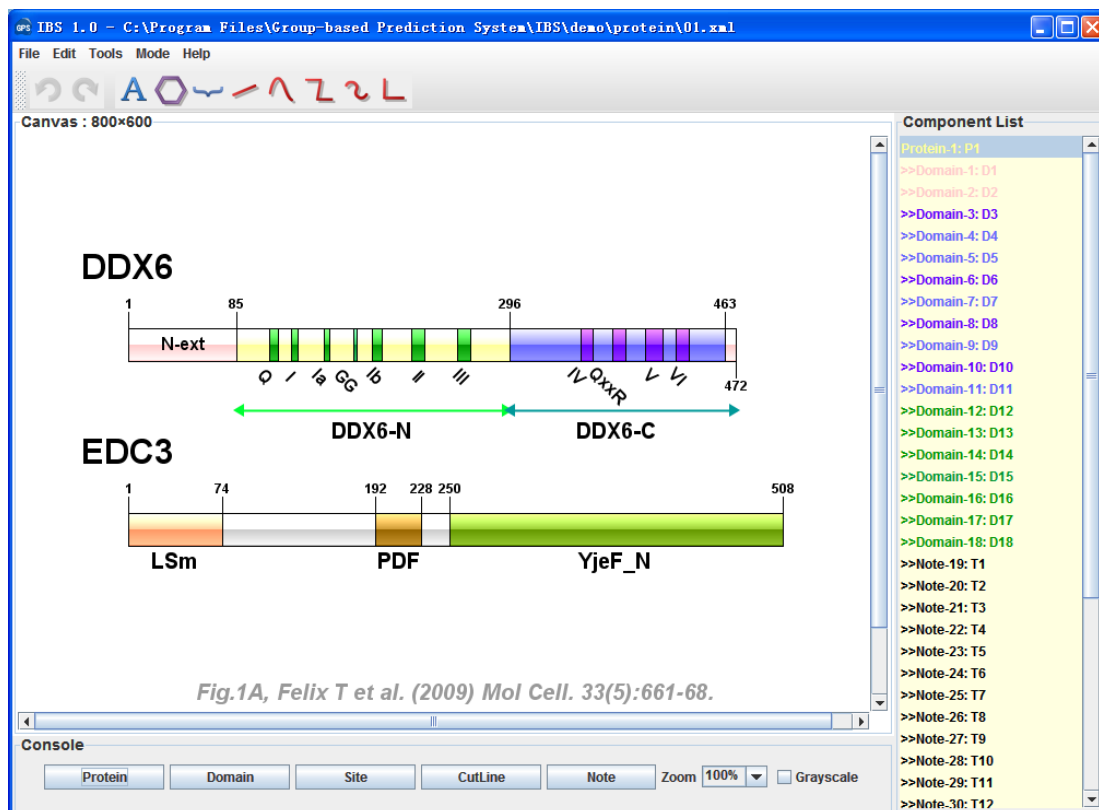 IBS 1.0 - C:\Program Files\Group-based Prediction System\IBS\demo\protein\01.xml
File Edit Tools Mode Help
A
Canvas : 800×600
DDX6
1 85 296 463
N-ext
Q I Ia GG Ib II III IV QxxR V VI 472
DDX6-N DDX6-C
EDC3
1 74 192 228 250 508
LSm PDF YjeF_N
Fig.1A, Felix T et al. (2009) Mol Cell. 33(5):661-68.
Console
Protein Domain Site CutLine Note Zoom 100% Grayscale
Component List
Protein-1: P1
>>Domain-1: D1
>>Domain-2: D2
>>Domain-3: D3
>>Domain-4: D4
>>Domain-5: D5
>>Domain-6: D6
>>Domain-7: D7
>>Domain-8: D8
>>Domain-9: D9
>>Domain-10: D10
>>Domain-11: D11
>>Domain-12: D12
>>Domain-13: D13
>>Domain-14: D14
>>Domain-15: D15
>>Domain-16: D16
>>Domain-17: D17
>>Domain-18: D18
>>Note-19: T1
>>Note-20: T2
>>Note-21: T3
>>Note-22: T4
>>Note-23: T5
>>Note-24: T6
>>Note-25: T7
>>Note-26: T8
>>Note-27: T9
>>Note-28: T10
>>Note-29: T11
>>Note-30: T12